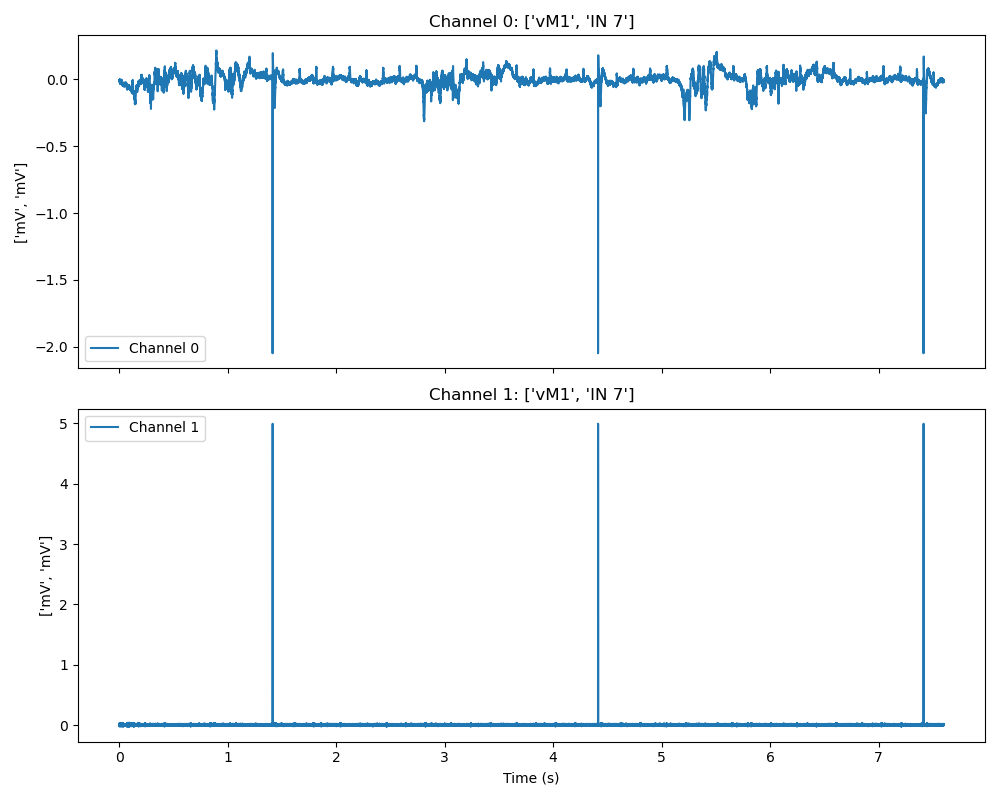 Channel 0: ['vM1', 'IN 7']
0.0
−0.5
−1.0
−1.5
−2.0
['mV', 'mV']
Channel 0
Channel 1: ['vM1', 'IN 7']
5
4
3
2
1
0
['mV', 'mV']
Channel 1
0 1 2 3 4 5 6 7
Time (s)